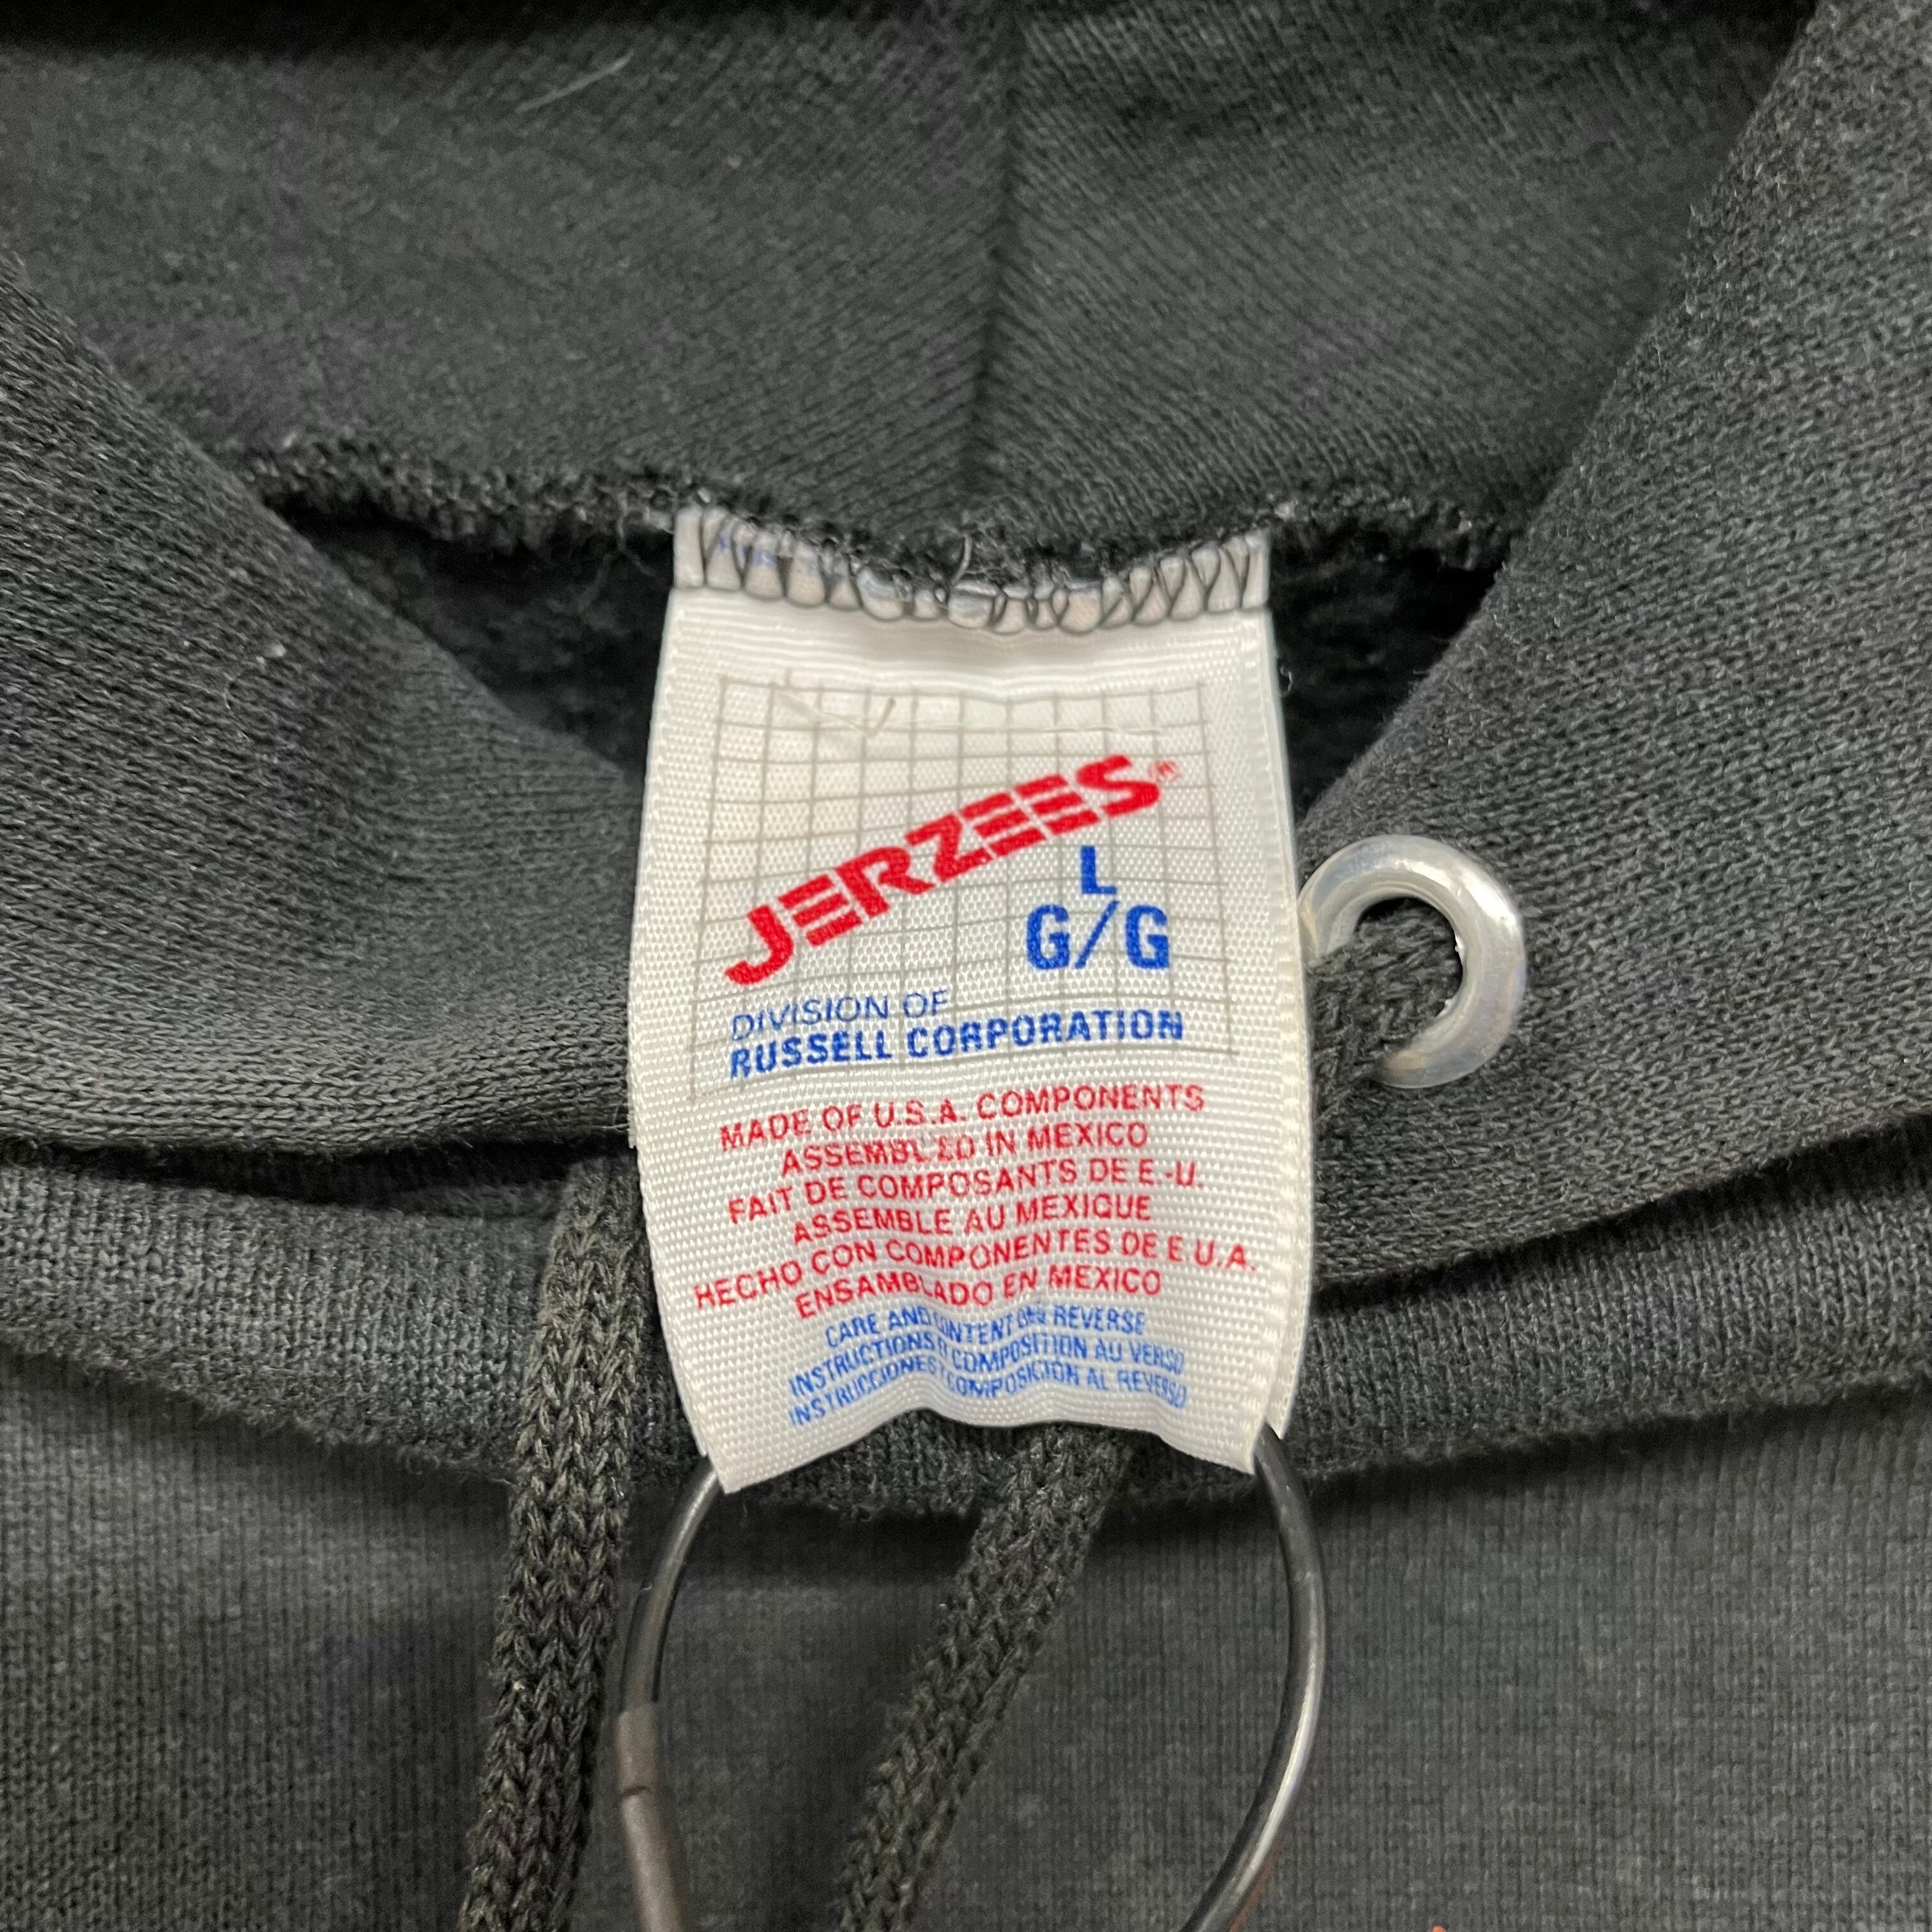 JERZEES®
L
G/G
DIVISION OF
RUSSELL CORPORATION
MADE OF U.S.A. COMPONENTS
ASSEMBLED IN MEXICO
FAIT DE COMPOSANTS DE E-U.
ASSEMBLE AU MEXIQUE
HECHO CON COMPONENTES DE E U.A.
ENSAMBLADO EN MEXICO
CARE AND CONTENT ON REVERSE
INSTRUCTIONS ET COMPOSITION AU VERSO
INSTRUCCIONES Y COMPOSICION AL REVERSO